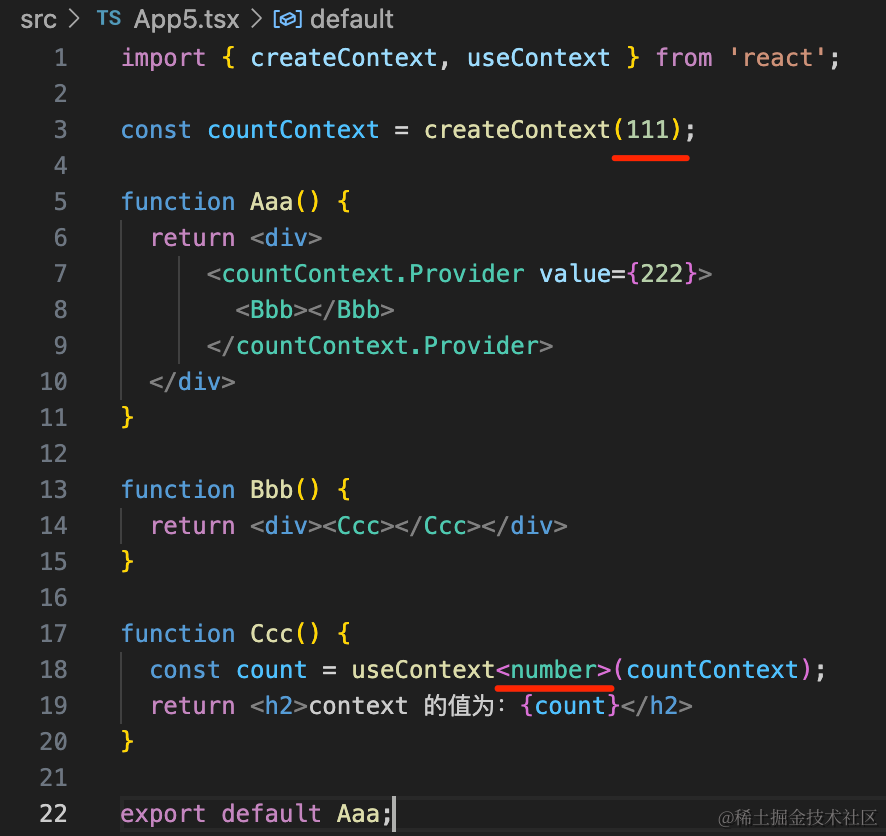 src > TS App5.tsx > default
1 import { createContext, useContext } from 'react';
2
3 const countContext = createContext(111);
4
5 function Aaa() {
6   return <div>
7       <countContext.Provider value={222}>
8         <Bbb></Bbb>
9       </countContext.Provider>
10   </div>
11 }
12
13 function Bbb() {
14   return <div><Ccc></Ccc></div>
15 }
16
17 function Ccc() {
18   const count = useContext<number>(countContext);
19   return <h2>context 的值为：{count}</h2>
20 }
21
22 export default Aaa;
@稀土掘金技术社区